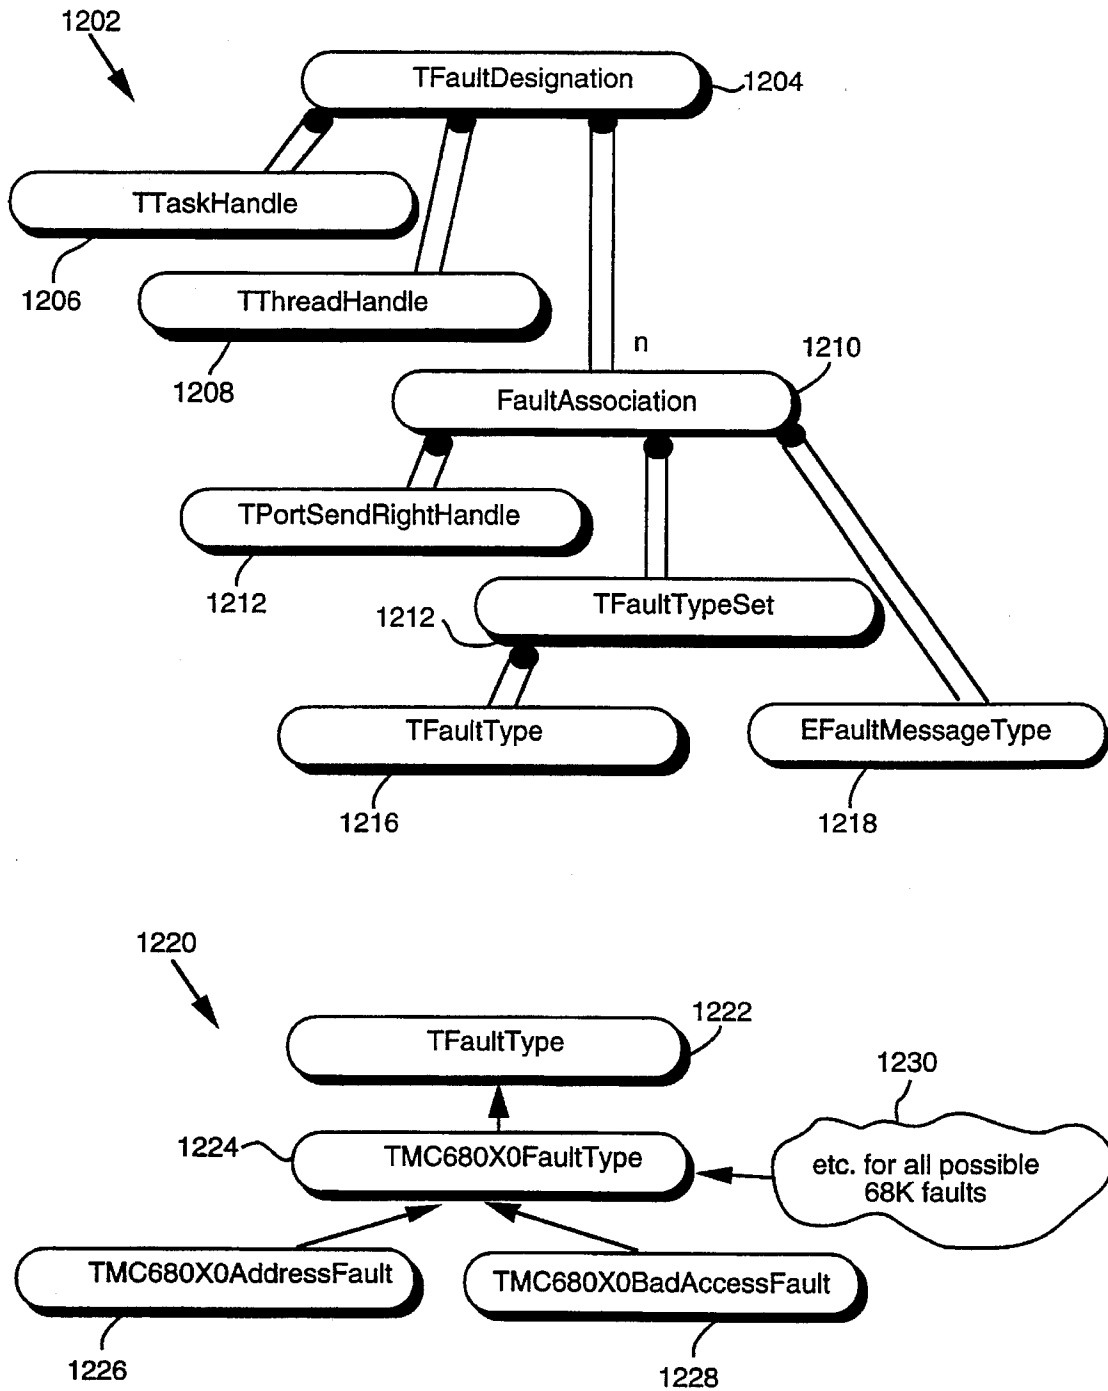 1202
TFaultDesignation
1204
TTaskHandle
1206
TThreadHandle
1208
n
1210
FaultAssociation
TPortSendRightHandle
1212
TFaultTypeSet
1212
TFaultType
1216
EFaultMessageType
1218
1220
TFaultType
1222
1230
1224
TMC680X0FaultType
etc. for all possible
68K faults
TMC680X0AddressFault
1226
TMC680X0BadAccessFault
1228